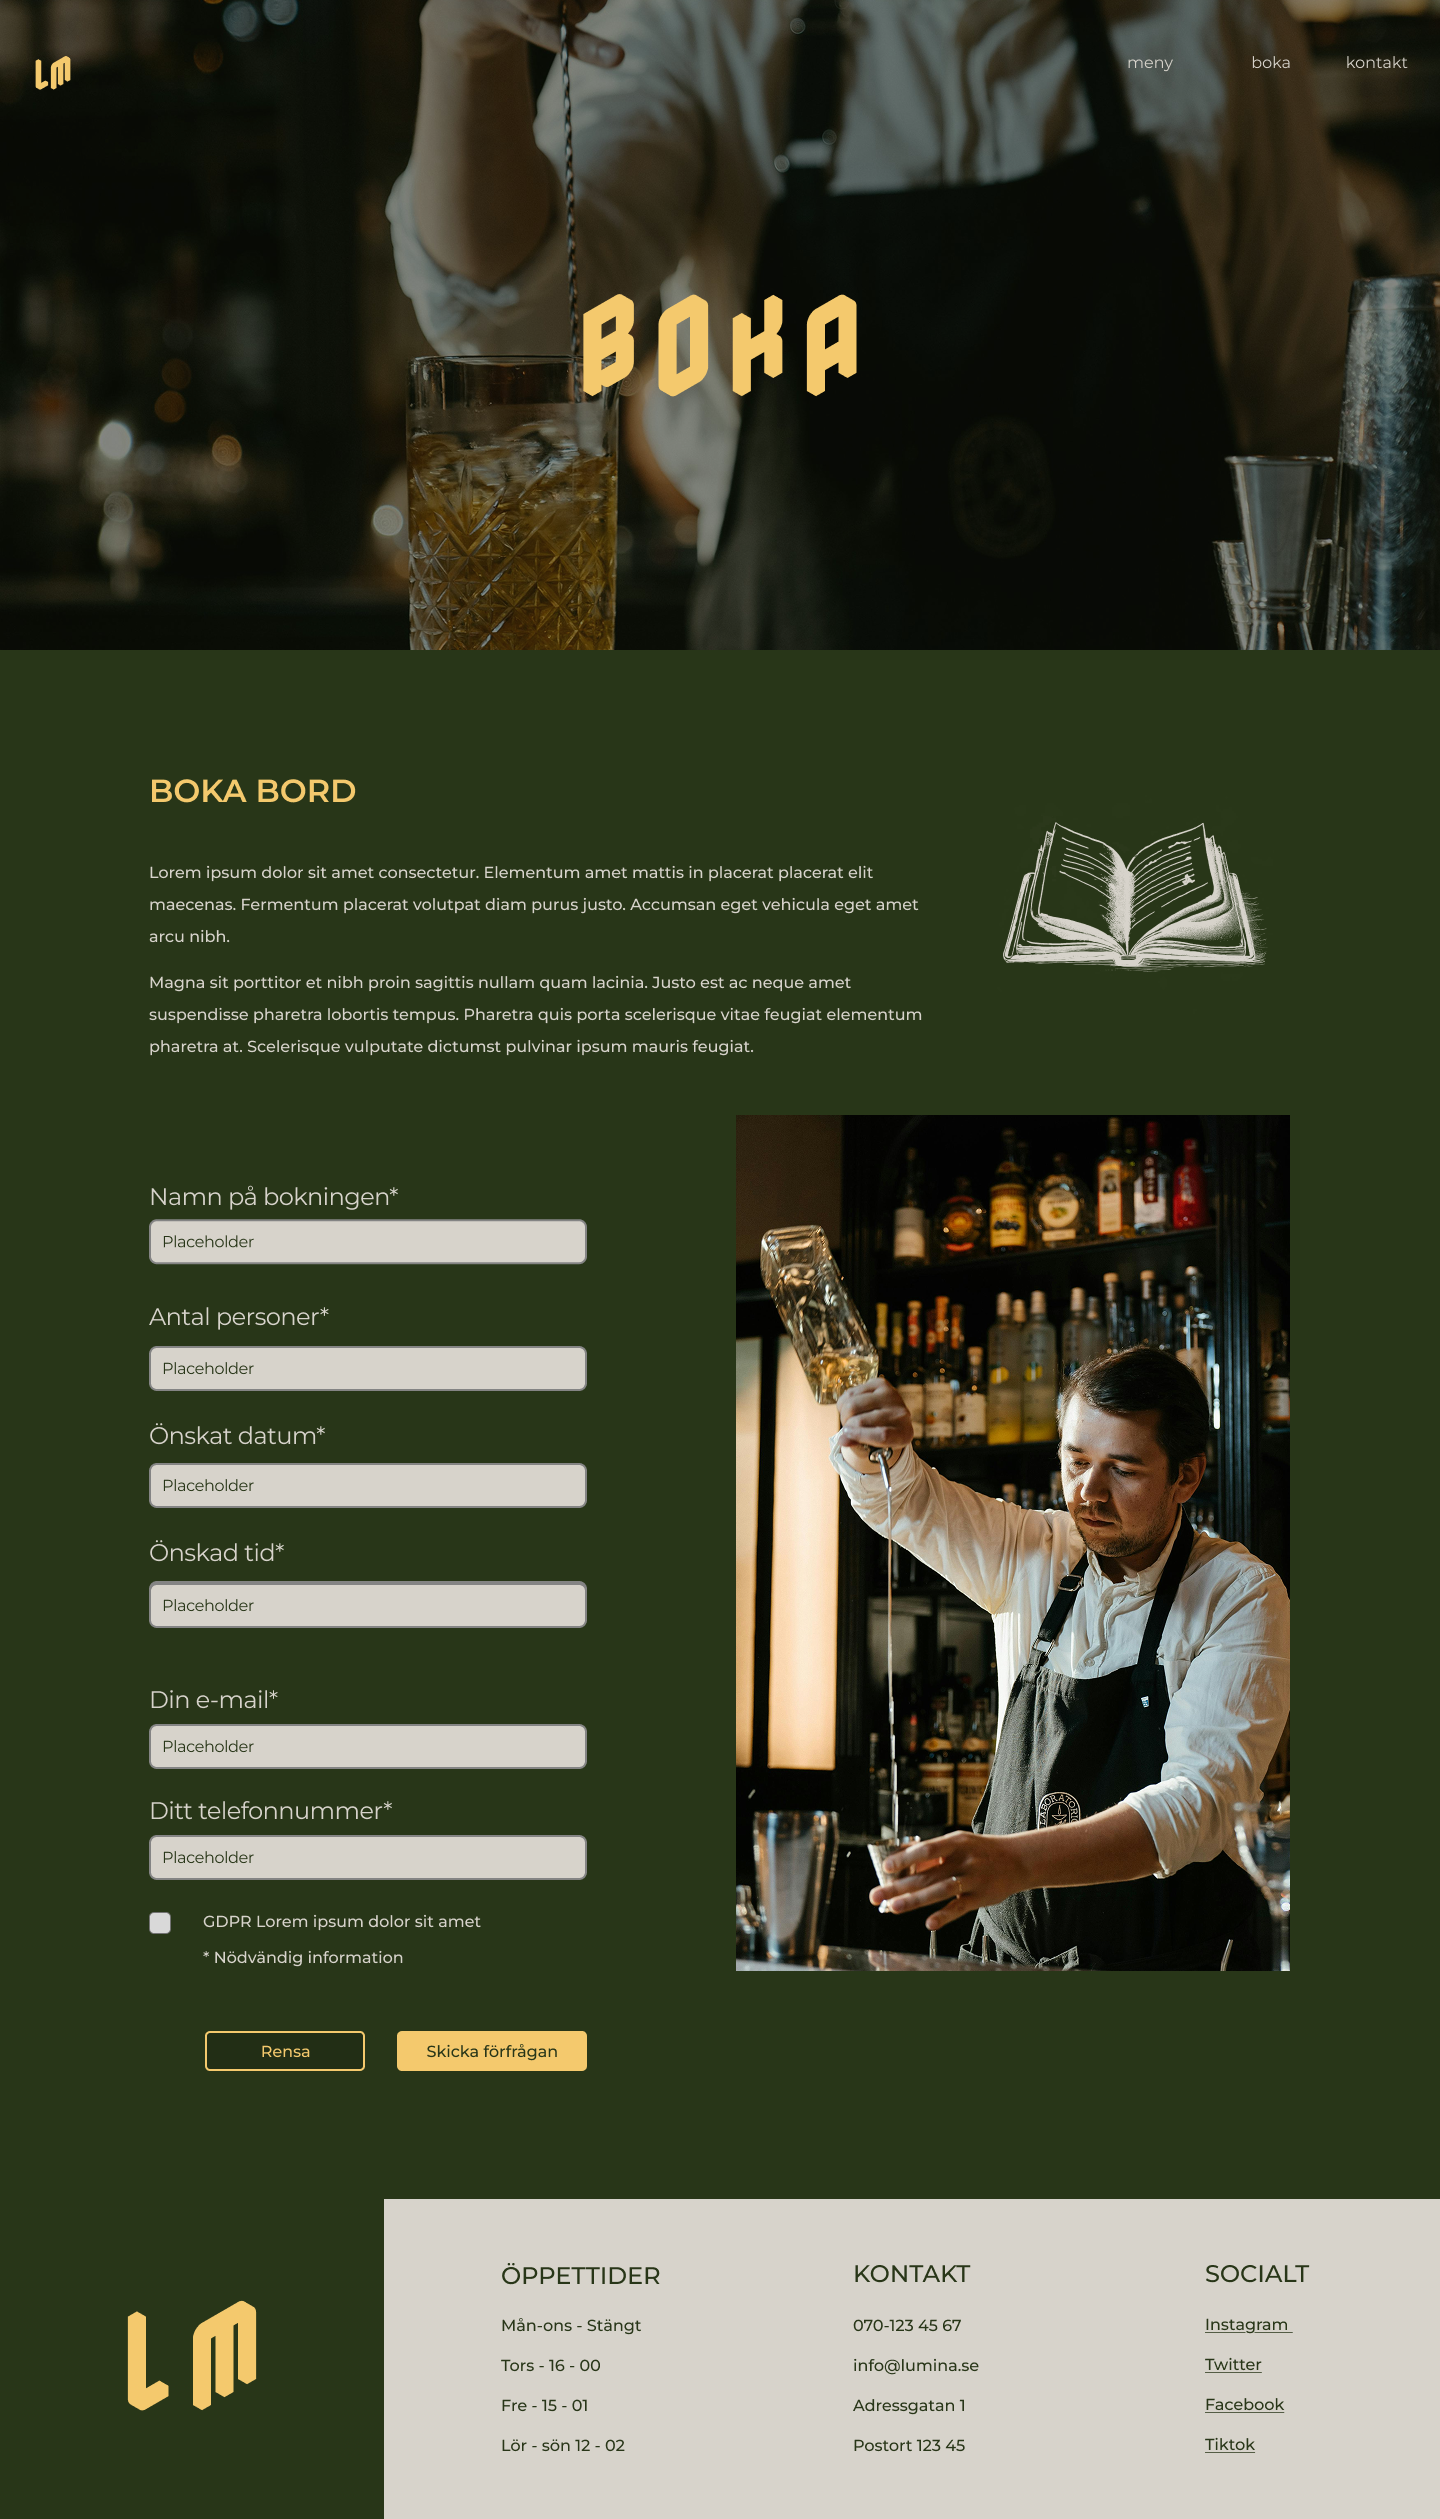 LM
meny
boka
kontakt
BOKA
BOKA BORD
Lorem ipsum dolor sit amet consectetur. Elementum amet mattis in placerat placerat elit
maecenas. Fermentum placerat volutpat diam purus justo. Accumsan eget vehicula eget amet
arcu nibh.
Magna sit porttitor et nibh proin sagittis nullam quam lacinia. Justo est ac neque amet
suspendisse pharetra lobortis tempus. Pharetra quis porta scelerisque vitae feugiat elementum
pharetra at. Scelerisque vulputate dictumst pulvinar ipsum mauris feugiat.
Namn på bokningen*
Placeholder
Antal personer*
Placeholder
Önskat datum*
Placeholder
Önskad tid*
Placeholder
Din e-mail*
Placeholder
Ditt telefonnummer*
Placeholder
GDPR Lorem ipsum dolor sit amet
* Nödvändig information
Rensa
Skicka förfrågan
LM
ÖPPETTIDER
Mån-ons - Stängt
Tors - 16 - 00
Fre - 15 - 01
Lör - sön 12 - 02
KONTAKT
070-123 45 67
info@lumina.se
Adressgatan 1
Postort 123 45
SOCIALT
Instagram
Twitter
Facebook
Tiktok